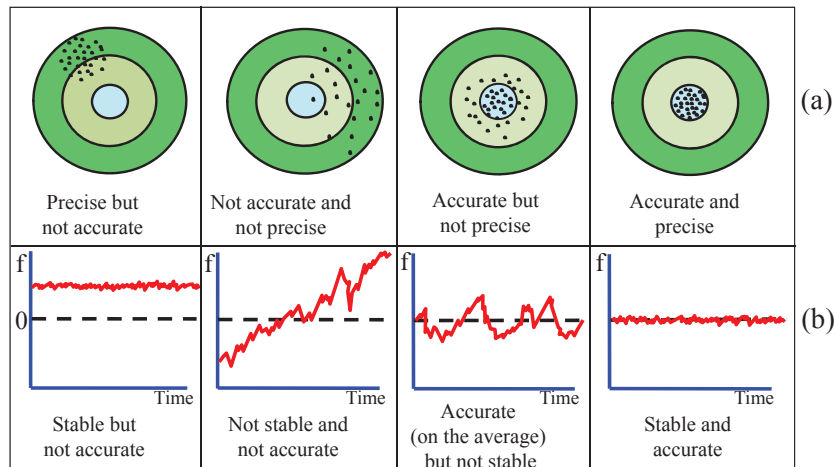 Precise but
not accurate
Not accurate and
not precise
Accurate but
not precise
Accurate and
precise
(a)
f
0
Time
Stable but
not accurate
f
Time
Not stable and
not accurate
f
Time
Accurate
(on the average)
but not stable
f
Time
Stable and
accurate
(b)